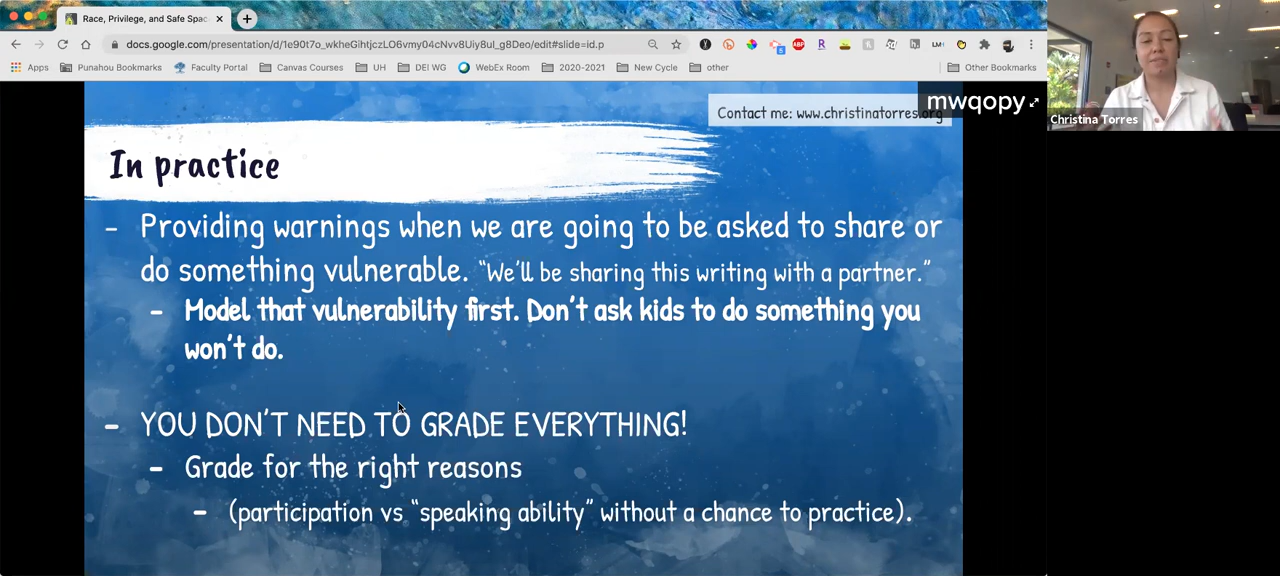 Race, Privilege, and Safe Spac
docs.google.com/presentation/d/1e90t7o_wkheGihtjczLO6vmy04cNvv8Uiy8ul_g8Deo/edit#slide=id.p
Apps Punahou Bookmarks Faculty Portal Canvas Courses UH DEI WG WebEx Room 2020-2021 New Cycle other Other Bookmarks
Contact me: www.christinatorres.org
mwqopy
Christina Torres
In practice
- Providing warnings when we are going to be asked to share or
do something vulnerable. “We’ll be sharing this writing with a partner.”
- Model that vulnerability first. Don’t ask kids to do something you
won’t do.
- YOU DON’T NEED TO GRADE EVERYTHING!
- Grade for the right reasons
- (participation vs “speaking ability” without a chance to practice).